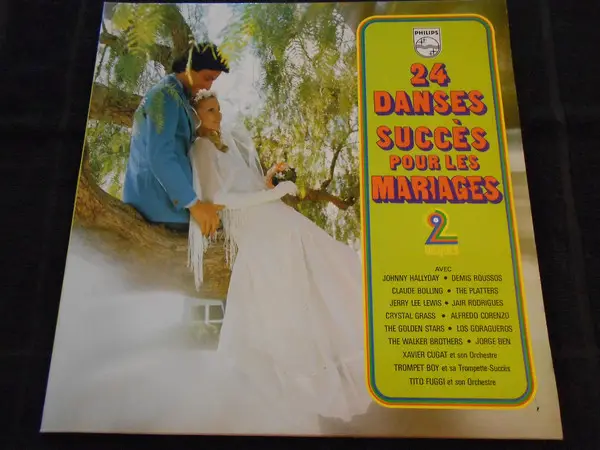 PHILIPS
24
DANSES
SUCCÈS
POUR LES
MARIAGES
2
AVEC
JOHNNY HALLYDAY • DEMIS ROUSSOS
CLAUDE BOLLING • THE PLATTERS
JERRY LEE LEWIS • JAIR RODRIGUES
CRYSTAL GRASS • ALFREDO CORENZO
THE GOLDEN STARS • LOS GORAGUEROS
THE WALKER BROTHERS • JORGE BEN
XAVIER CUGAT et son Orchestre
TROMPET BOY et sa Trompette-Succès
TITO FUGGI et son Orchestre